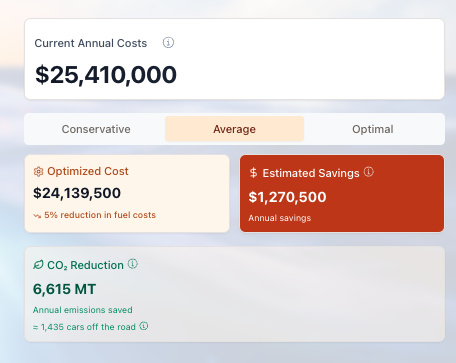 Current Annual Costs
$25,410,000
Conservative Average Optimal
Optimized Cost
$24,139,500
5% reduction in fuel costs
$ Estimated Savings
$1,270,500
Annual savings
CO₂ Reduction
6,615 MT
Annual emissions saved
≈ 1,435 cars off the road